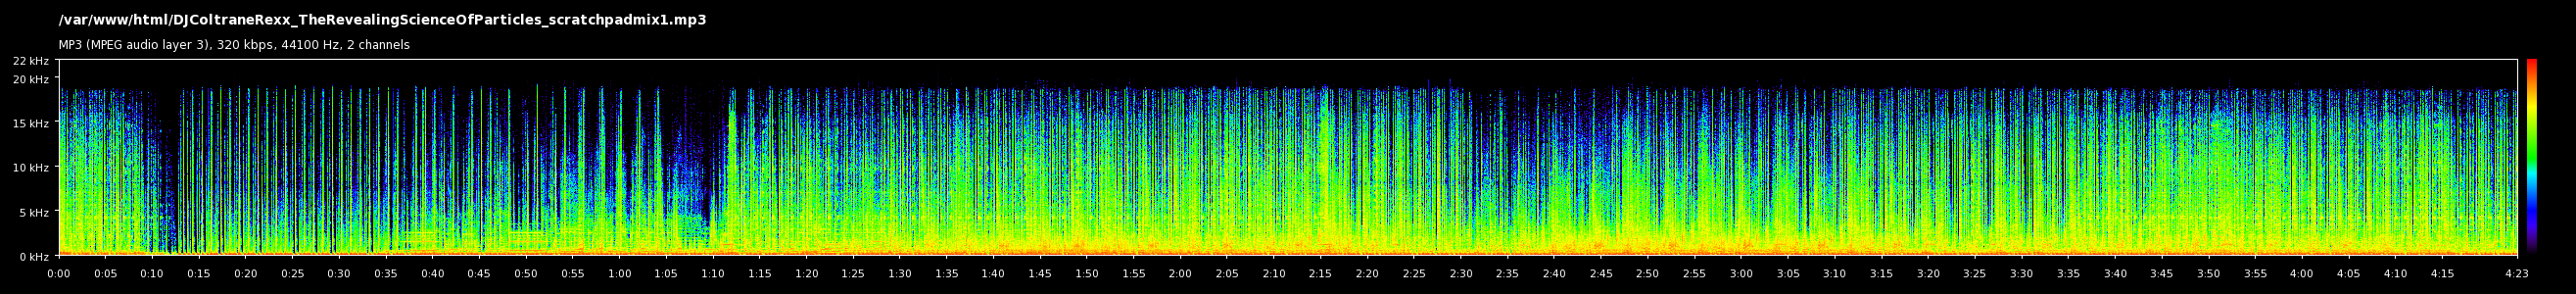 /var/www/html/DJColtraneRexx_TheRevealingScienceOfParticles_scratchpadmix1.mp3
MP3 (MPEG audio layer 3), 320 kbps, 44100 Hz, 2 channels
22 kHz
20 kHz
15 kHz
10 kHz
5 kHz
0 kHz
0:00 0:05 0:10 0:15 0:20 0:25 0:30 0:35 0:40 0:45 0:50 0:55 1:00 1:05 1:10 1:15 1:20 1:25 1:30 1:35 1:40 1:45 1:50 1:55 2:00 2:05 2:10 2:15 2:20 2:25 2:30 2:35 2:40 2:45 2:50 2:55 3:00 3:05 3:10 3:15 3:20 3:25 3:30 3:35 3:40 3:45 3:50 3:55 4:00 4:05 4:10 4:15 4:23